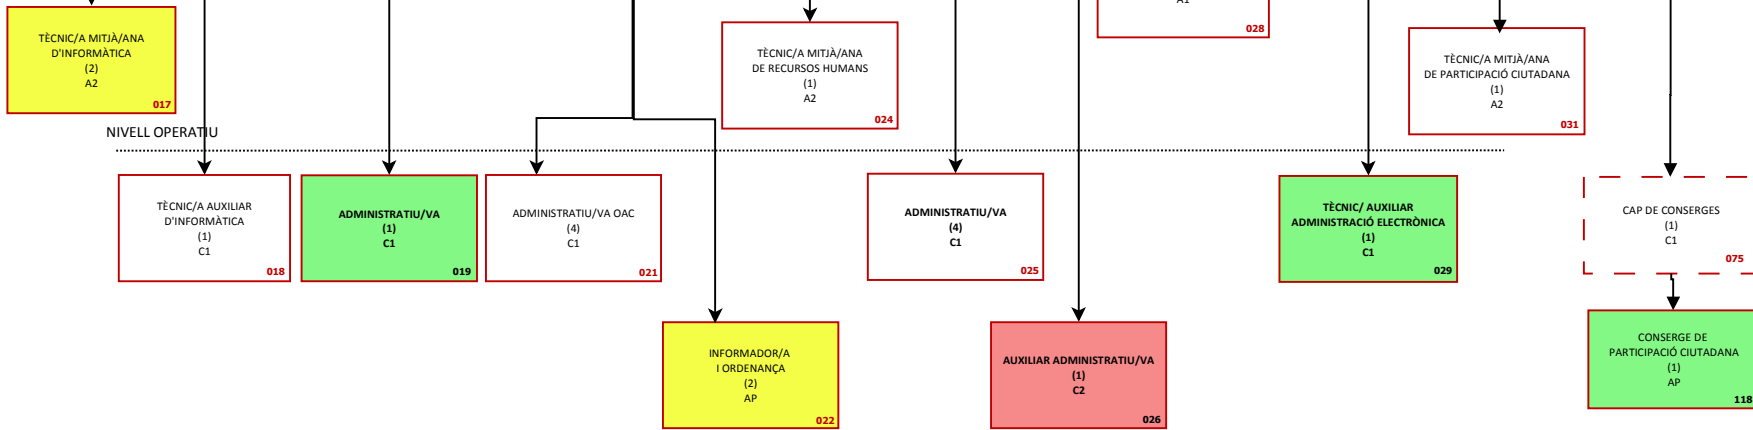 A1
028
TÈCNIC/A MITJÀ/ANA
D'INFORMÀTICA
(2)
A2
017
TÈCNIC/A MITJÀ/ANA
DE RECURSOS HUMANS
(1)
A2
024
TÈCNIC/A MITJÀ/ANA
DE PARTICIPACIÓ CIUTADANA
(1)
A2
031
NIVELL OPERATIU
TÈCNIC/A AUXILIAR
D'INFORMÀTICA
(1)
C1
018
ADMINISTRATIU/VA
(1)
C1
019
ADMINISTRATIU/VA OAC
(4)
C1
021
ADMINISTRATIU/VA
(4)
C1
025
TÈCNIC/ AUXILIAR
ADMINISTRACIÓ ELECTRÒNICA
(1)
C1
029
CAP DE CONSERGES
(1)
C1
075
INFORMADOR/A
I ORDENANÇA
(2)
AP
022
AUXILIAR ADMINISTRATIU/VA
(1)
C2
026
CONSERGE DE
PARTICIPACIÓ CIUTADANA
(1)
AP
118